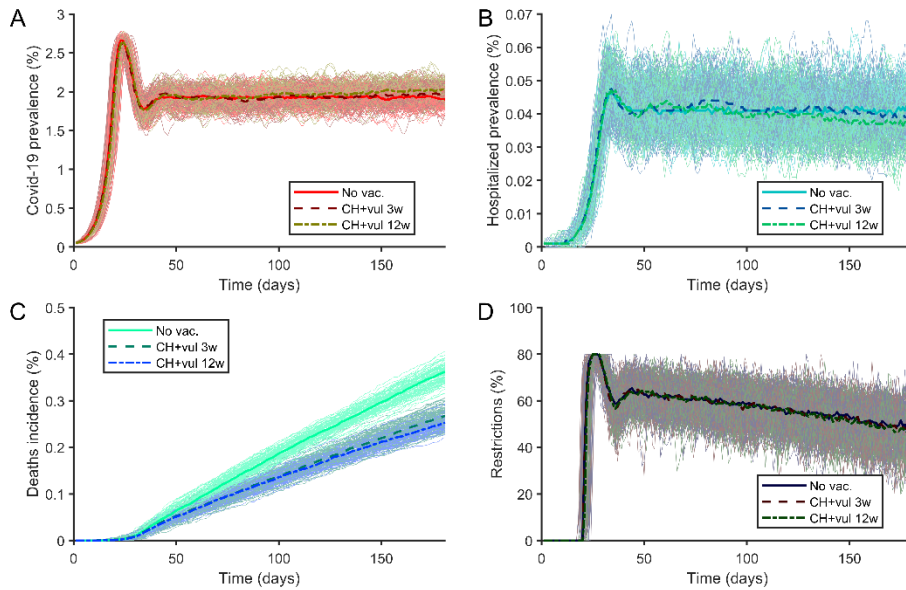 A
Covid-19 prevalence (%)
3
2.5
2
1.5
1
0.5
0
0
50
100
150
Time (days)
No vac.
CH+vul 3w
CH+vul 12w
B
Hospitalized prevalence (%)
0.07
0.06
0.05
0.04
0.03
0.02
0.01
0
0
50
100
150
Time (days)
No vac.
CH+vul 3w
CH+vul 12w
C
Deaths incidence (%)
0.5
0.4
0.3
0.2
0.1
0
0
50
100
150
Time (days)
No vac.
CH+vul 3w
CH+vul 12w
D
Restrictions (%)
100
80
60
40
20
0
0
50
100
150
Time (days)
No vac.
CH+vul 3w
CH+vul 12w